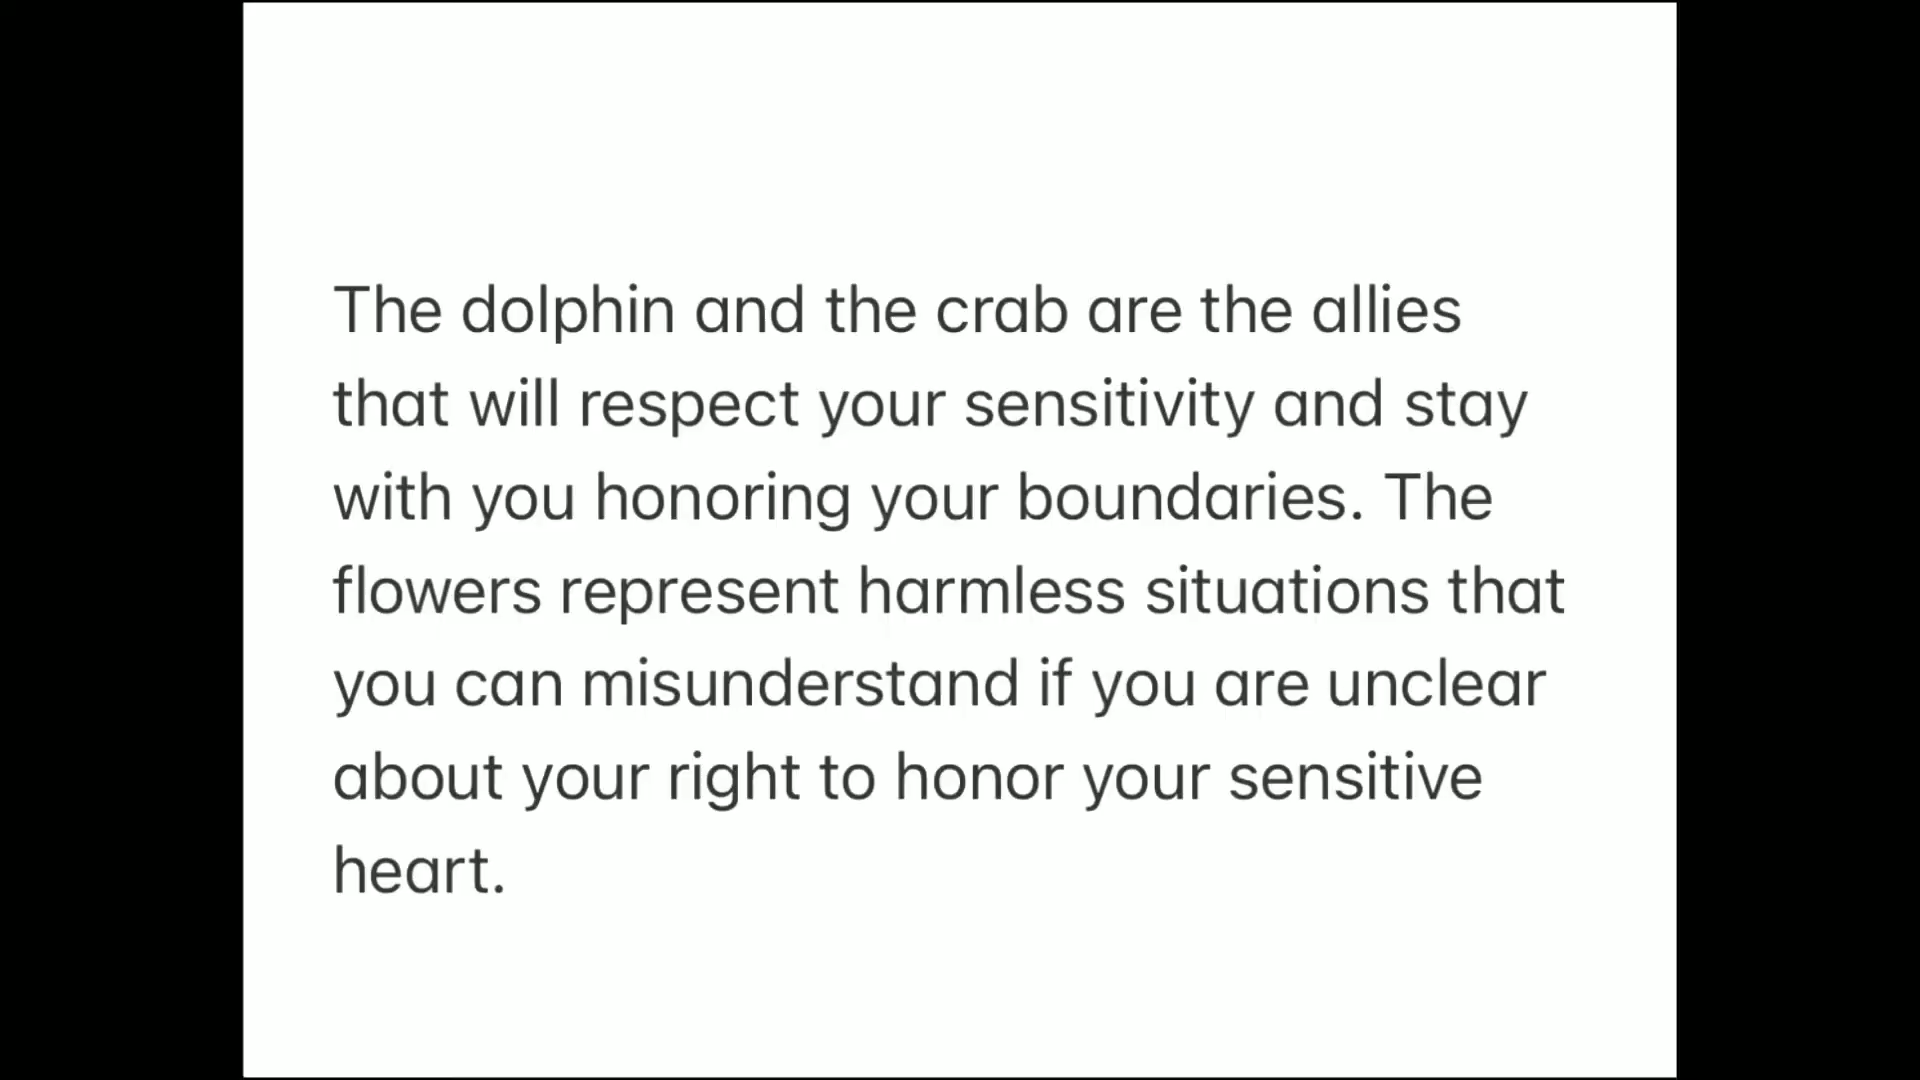 The dolphin and the crab are the allies
that will respect your sensitivity and stay
with you honoring your boundaries. The
flowers represent harmless situations that
you can misunderstand if you are unclear
about your right to honor your sensitive
heart.